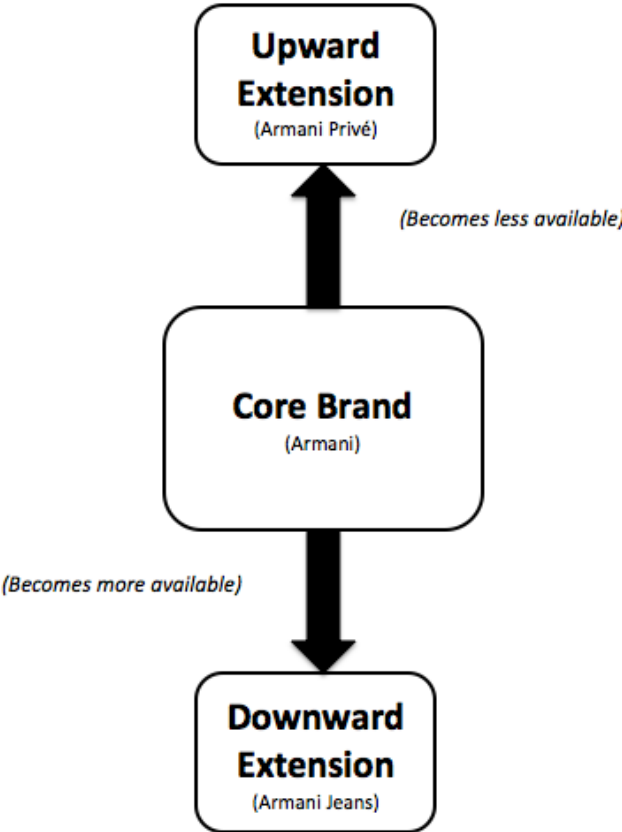 Upward
Extension
(Armani Privé)
(Becomes less available)
Core Brand
(Armani)
(Becomes more available)
Downward
Extension
(Armani Jeans)